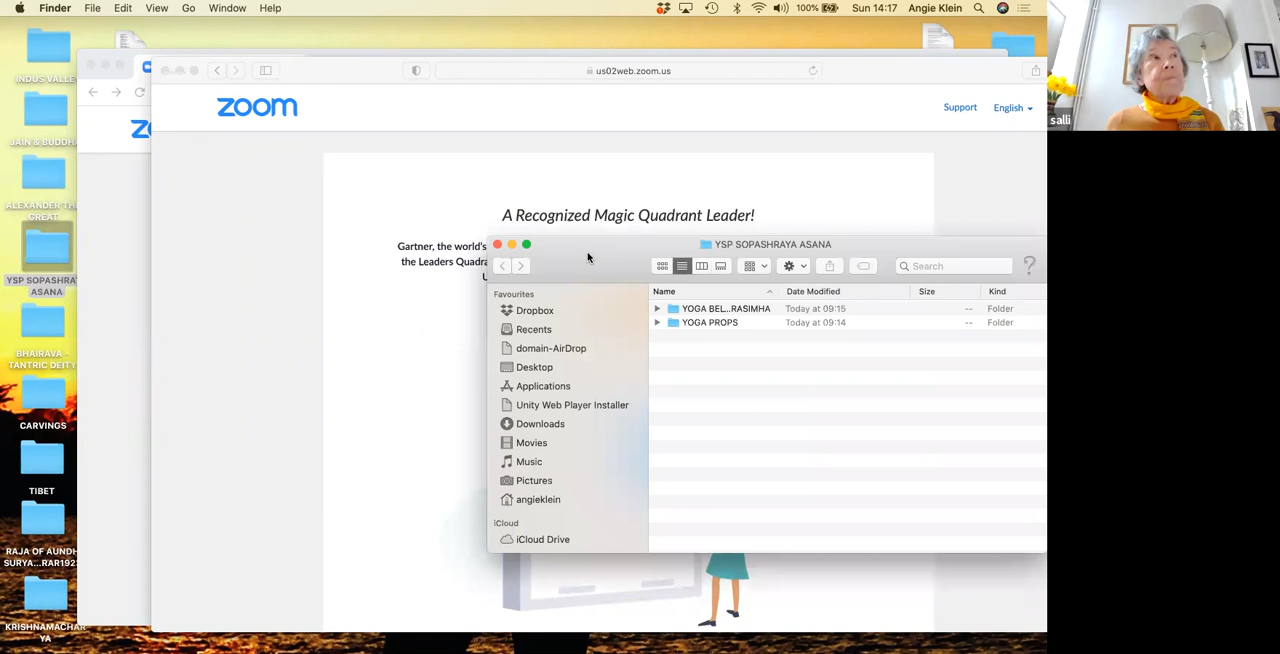 Finder File Edit View Go Window Help 100% Sun 14:17 Angie Klein
INDUS VALLE
JAIN & BUDDHA
ALEXANDER THE
GREAT
YSP SOPASHRAYA
ASANA
BHAIRAVA -
TANTRIC DEITY
CARVINGS
TIBET
RAJA OF AUNDH
KRISHNAMACHAR
YA
us02web.zoom.us
zoom
Support English
A Recognized Magic Quadrant Leader!
Gartner, the world's
the Leaders Quadra
YSP SOPASHRAYA ASANA
Search
Name Date Modified Size Kind
YOGA BEL...RASIMHA Today at 09:15 -- Folder
YOGA PROPS Today at 09:14 -- Folder
Favourites
Dropbox
Recents
domain-AirDrop
Desktop
Applications
Unity Web Player Installer
Downloads
Movies
Music
Pictures
angieklein
iCloud
iCloud Drive
salli